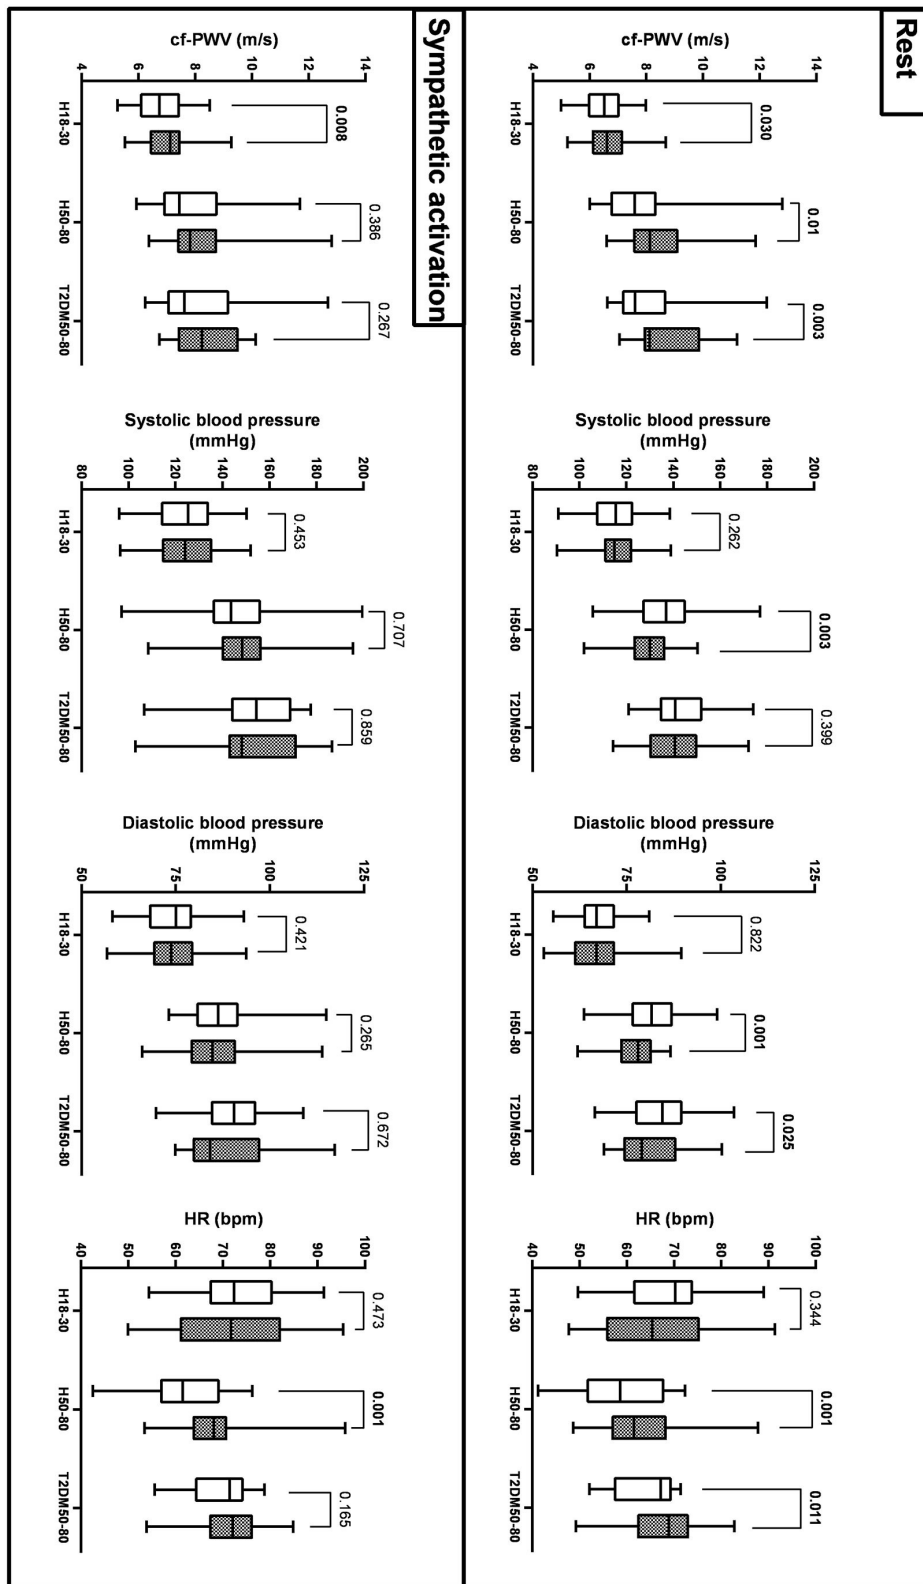 Rest
cf-PWV (m/s)
14
12
10
8
6
4
0.030
0.01
0.003
H18-30
H50-80
T2DM50-80
Systolic blood pressure
(mmHg)
200
180
160
140
120
100
80
0.262
0.003
0.399
H18-30
H50-80
T2DM50-80
Diastolic blood pressure
(mmHg)
125
100
75
50
0.822
0.001
0.025
H18-30
H50-80
T2DM50-80
HR (bpm)
100
90
80
70
60
50
40
0.344
0.001
0.011
H18-30
H50-80
T2DM50-80
Sympathetic activation
cf-PWV (m/s)
14
12
10
8
6
4
0.008
0.386
0.267
H18-30
H50-80
T2DM50-80
Systolic blood pressure
(mmHg)
200
180
160
140
120
100
80
0.453
0.707
0.859
H18-30
H50-80
T2DM50-80
Diastolic blood pressure
(mmHg)
125
100
75
50
0.421
0.265
0.672
H18-30
H50-80
T2DM50-80
HR (bpm)
100
90
80
70
60
50
40
0.473
0.001
0.165
H18-30
H50-80
T2DM50-80